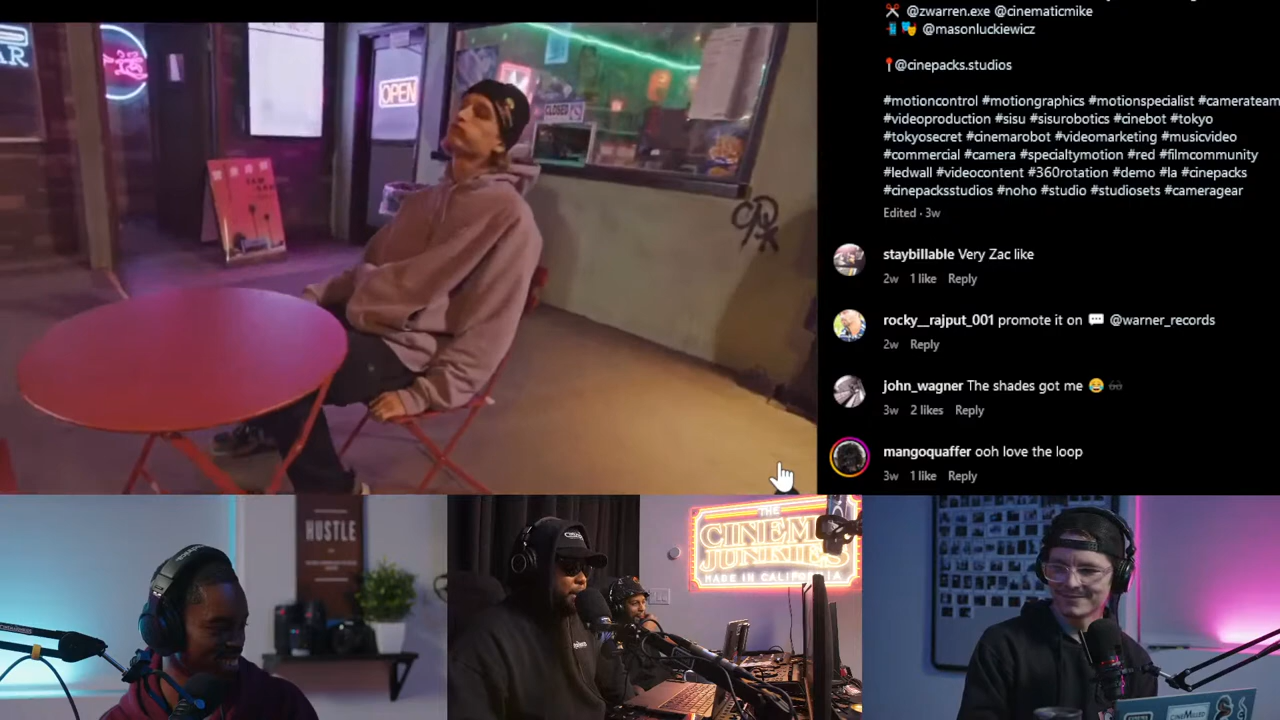 AR
OPEN
CLOSED
✂️ @zwarren.exe @cinematicmike
🧵🎭 @masonluckiewicz
📍@cinepacks.studios
#motioncontrol #motiongraphics #motionspecialist #camerateam
#videoproduction #sisu #sisurobotics #cinebot #tokyo
#tokyosecret #cinemarobot #videomarketing #musicvideo
#commercial #camera #specialtymotion #red #filmcommunity
#ledwall #videocontent #360rotation #demo #la #cinepacks
#cinepacksstudios #noho #studio #studiosets #cameragear
Edited · 3w
staybillable Very Zac like
2w 1 like Reply
rocky__rajput_001 promote it on 💬 @warner_records
2w Reply
john_wagner The shades got me 😂 🕶
3w 2 likes Reply
mangoquaffer ooh love the loop
3w 1 like Reply
HUSTLE
THE
CINEMA
JUNKIES
MADE IN CALIFORNIA